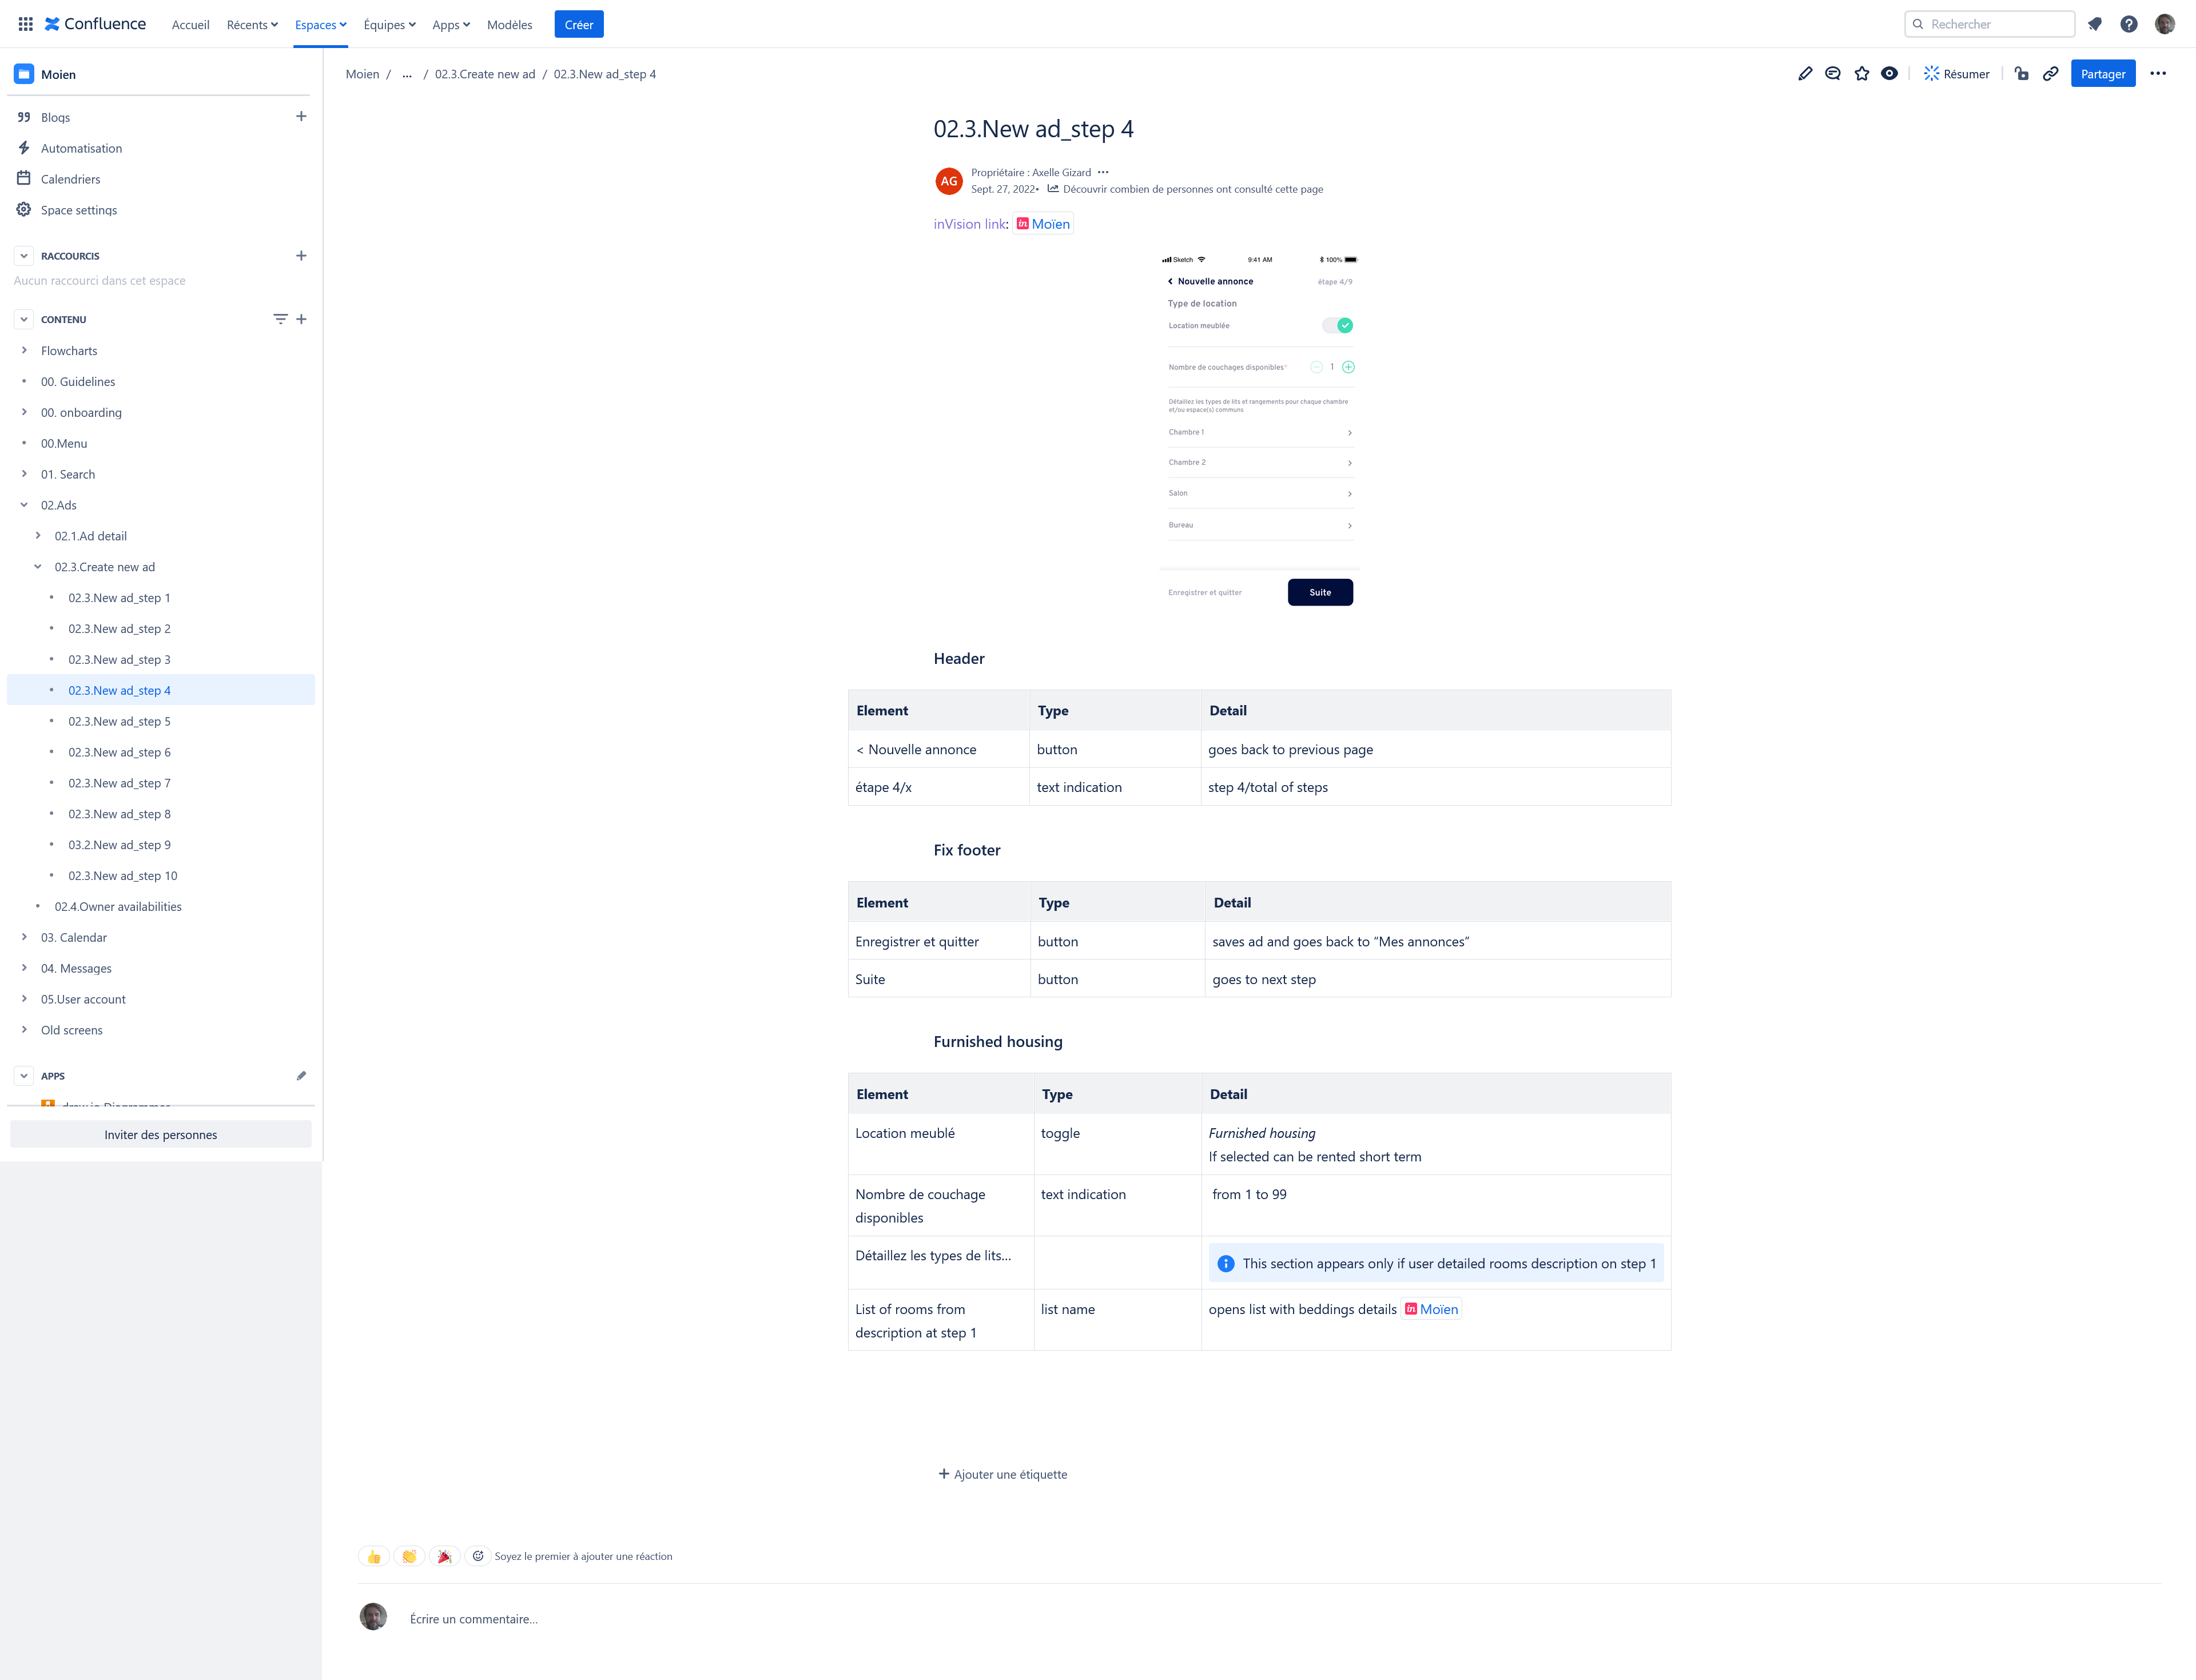 Confluence
Accueil
Récents
Espaces
Équipes
Apps
Modèles
Créer
Rechercher
Moien
Blogs
Automatisation
Calendriers
Space settings
RACCOURCIS
Aucun raccourci dans cet espace
CONTENU
Flowcharts
00. Guidelines
00. onboarding
00.Menu
01. Search
02.Ads
02.1.Ad detail
02.3.Create new ad
02.3.New ad_step 1
02.3.New ad_step 2
02.3.New ad_step 3
02.3.New ad_step 4
02.3.New ad_step 5
02.3.New ad_step 6
02.3.New ad_step 7
02.3.New ad_step 8
03.2.New ad_step 9
02.3.New ad_step 10
02.4.Owner availabilities
03. Calendar
04. Messages
05.User account
Old screens
APPS
draw.io Diagrammes
Inviter des personnes
Moien / ... / 02.3.Create new ad / 02.3.New ad_step 4
Résumer
Partager
02.3.New ad_step 4
AG
Propriétaire : Axelle Gizard
Sept. 27, 2022• Découvrir combien de personnes ont consulté cette page
inVision link: in Moïen
Sketch 9:41 AM 100%
Nouvelle annonce étape 4/9
Type de location
Location meublée
Nombre de couchages disponibles* 1
Détaillez les types de lits et rangements pour chaque chambre
et/ou espace(s) communs
Chambre 1
Chambre 2
Salon
Bureau
Enregistrer et quitter Suite
Header
Element Type Detail
< Nouvelle annonce button goes back to previous page
étape 4/x text indication step 4/total of steps
Fix footer
Element Type Detail
Enregistrer et quitter button saves ad and goes back to “Mes annonces”
Suite button goes to next step
Furnished housing
Element Type Detail
Location meublé toggle Furnished housing
If selected can be rented short term
Nombre de couchage text indication from 1 to 99
disponibles
Détaillez les types de lits… This section appears only if user detailed rooms description on step 1
List of rooms from list name opens list with beddings details in Moïen
description at step 1
Ajouter une étiquette
Soyez le premier à ajouter une réaction
Écrire un commentaire…